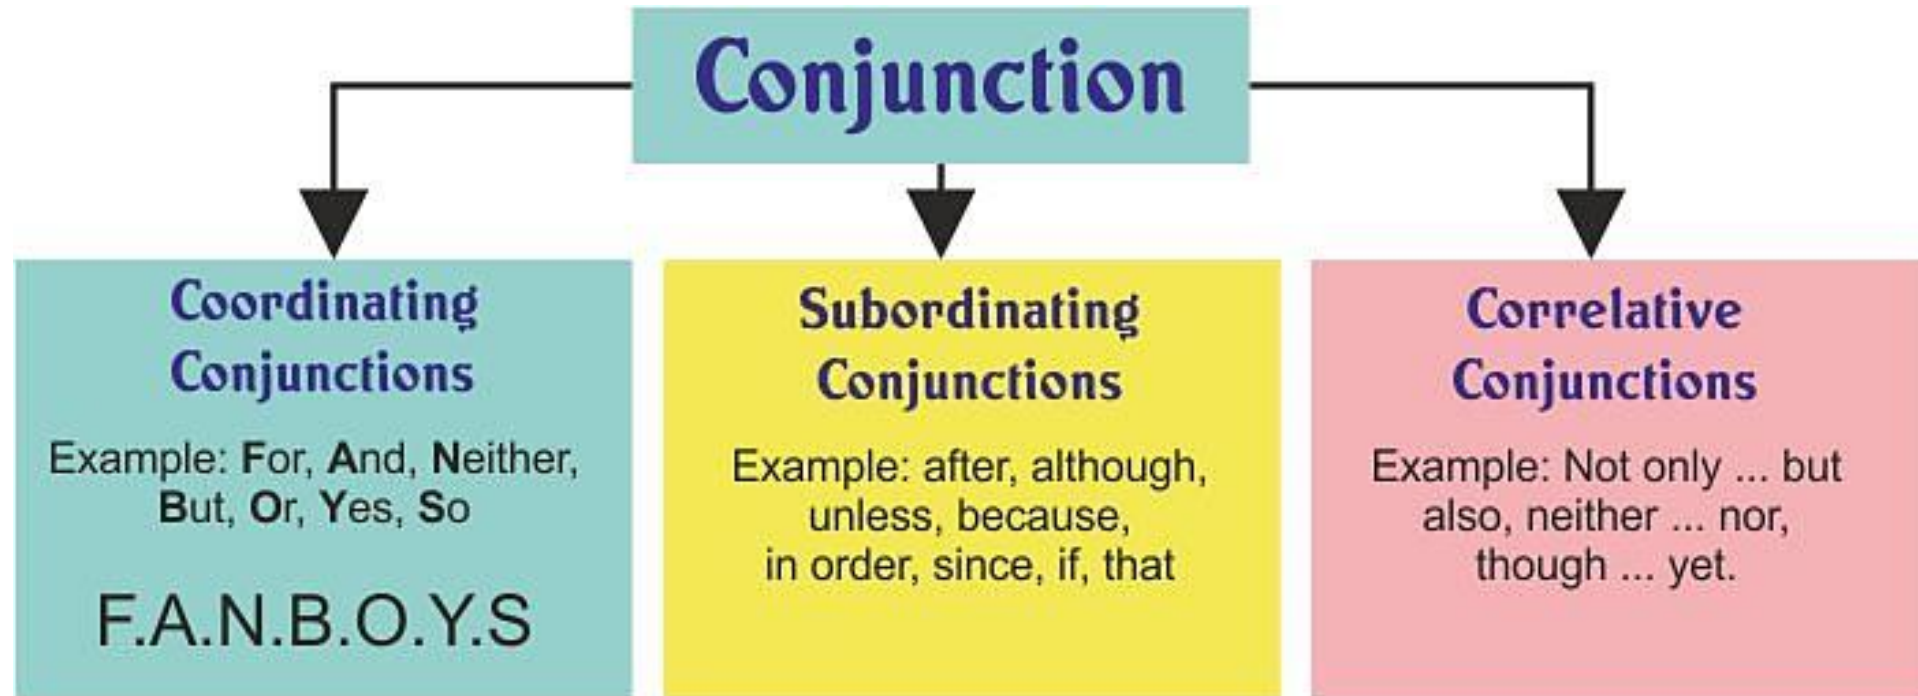 Conjunction
Coordinating
Conjunctions
Example: For, And, Neither,
But, Or, Yes, So
F.A.N.B.O.Y.S
Subordinating
Conjunctions
Example: after, although,
unless, because,
in order, since, if, that
Correlative
Conjunctions
Example: Not only ... but
also, neither ... nor,
though ... yet.